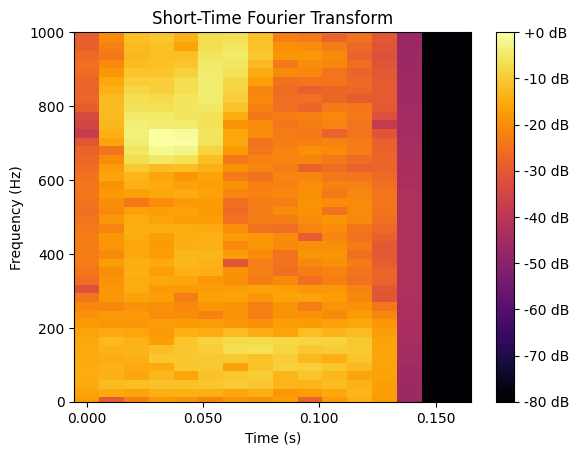 Short-Time Fourier Transform
1000
800
600
400
200
0
Frequency (Hz)
0.000
0.050
0.100
0.150
Time (s)
+0 dB
-10 dB
-20 dB
-30 dB
-40 dB
-50 dB
-60 dB
-70 dB
-80 dB